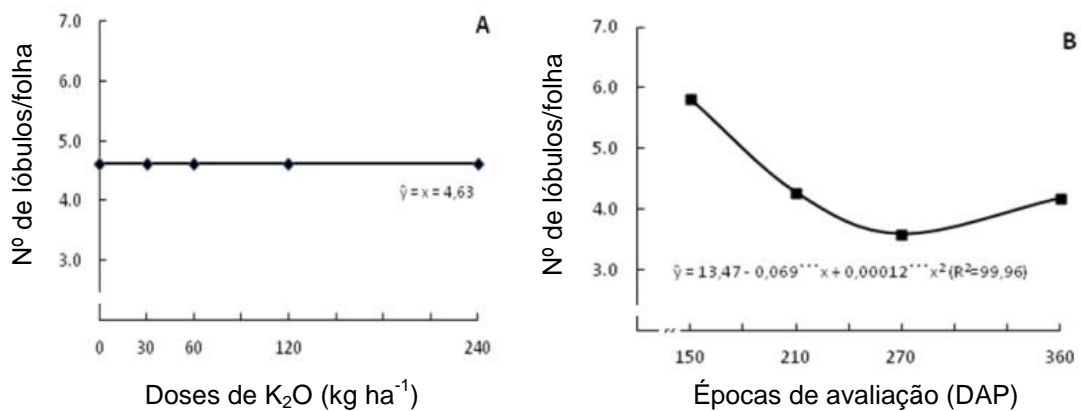 A
7.0
6.0
5.0
4.0
3.0
Nº de lóbulos/folha
ŷ = x = 4,63
0 30 60 120 240
Doses de K₂O (kg ha⁻¹)
B
7.0
6.0
5.0
4.0
3.0
Nº de lóbulos/folha
ŷ = 13,47 - 0,069***x + 0,00012***x² (R²=99,96)
150 210 270 360
Épocas de avaliação (DAP)